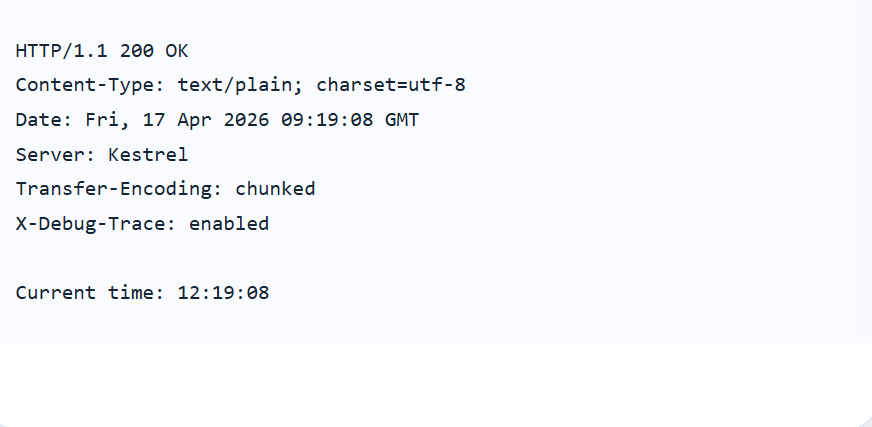 HTTP/1.1 200 OK
Content-Type: text/plain; charset=utf-8
Date: Fri, 17 Apr 2026 09:19:08 GMT
Server: Kestrel
Transfer-Encoding: chunked
X-Debug-Trace: enabled
Current time: 12:19:08